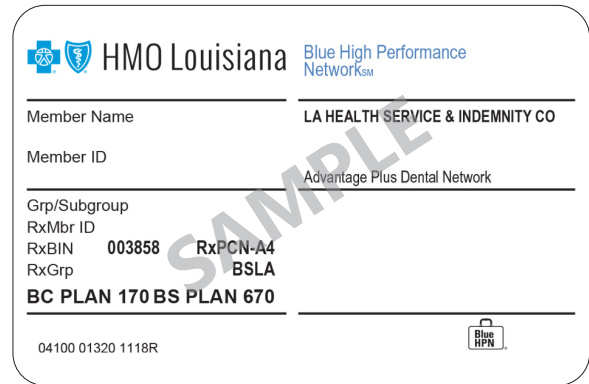 HMO Louisiana
Blue High Performance
Network℠
Member Name
Member ID
LA HEALTH SERVICE & INDEMNITY CO
Advantage Plus Dental Network
Grp/Subgroup
RxMbr ID
RxBIN 003858 RxPCN-A4
RxGrp BSLA
BC PLAN 170 BS PLAN 670
SAMPLE
04100 01320 1118R
Blue
HPN